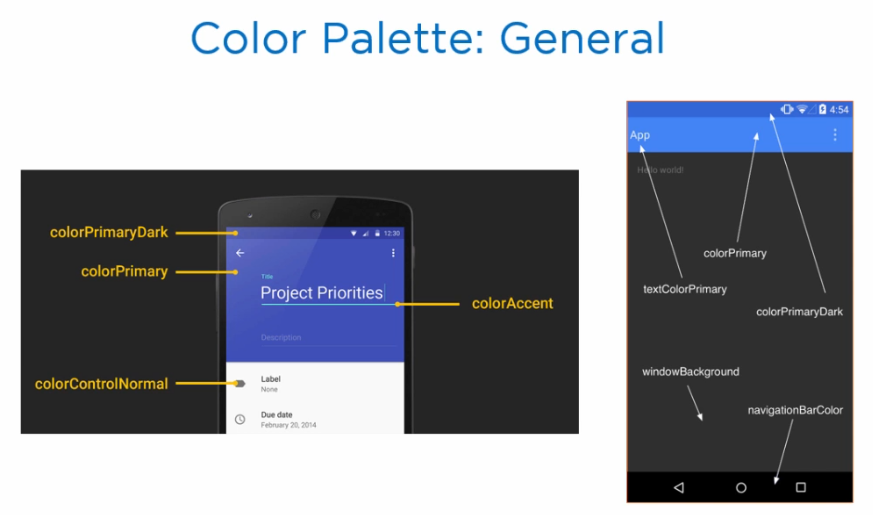 Color Palette: General
colorPrimaryDark
12:30
colorPrimary
Title
Project Priorities
colorAccent
Description
colorControlNormal
Label
None
Due date
February 20, 2014
4:54
App
Hello world!
colorPrimary
textColorPrimary
colorPrimaryDark
windowBackground
navigationBarColor